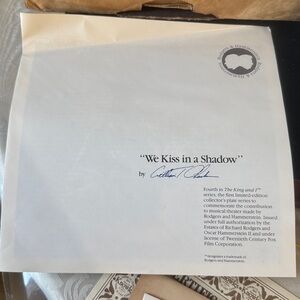 "We Kiss in a Shadow"
by
Fourth in The King and I™
series, the first limited-edition
collector's plate series to
commemorate the contribution
to musical theater made by
Rodgers and Hammerstein. Issued
under full authorization by the
Estates of Richard Rodgers and
Oscar Hammerstein II and under
license of Twentieth Century Fox
Film Corporation.
™designates a trademark of
Rodgers and Hammerstein.